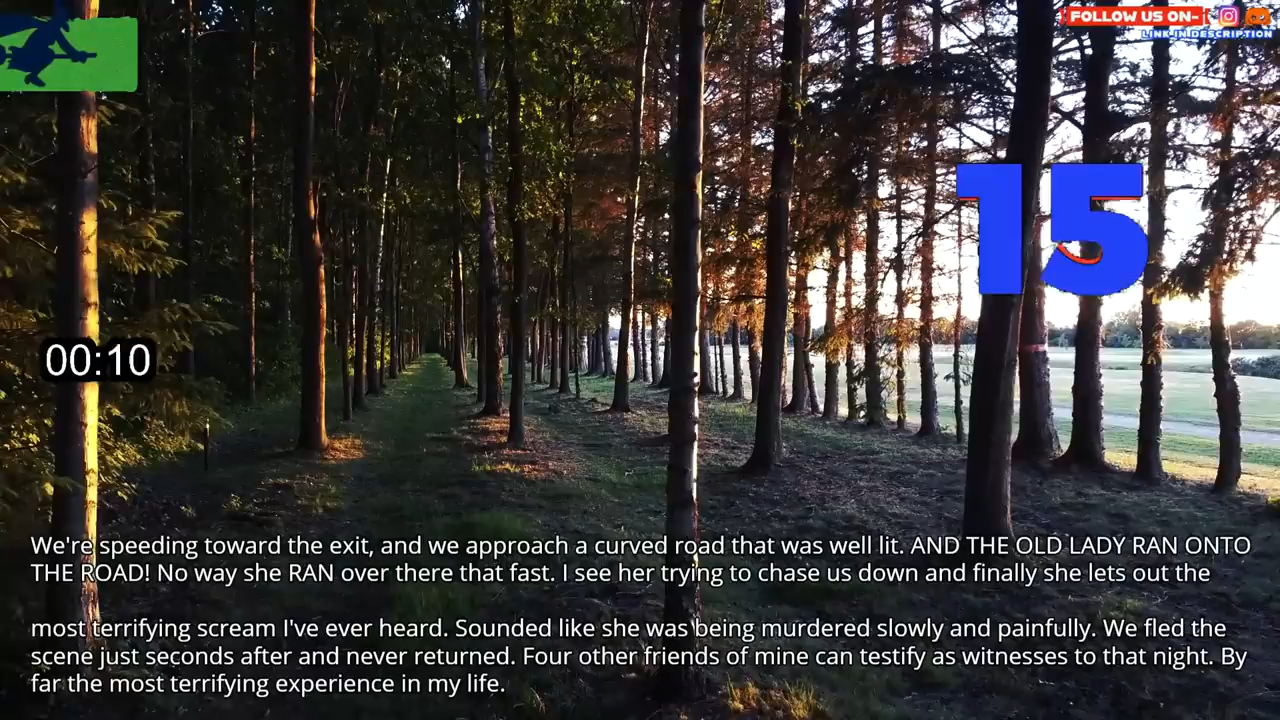 FOLLOW US ON-
LINK IN DESCRIPTION
15
00:10
We're speeding toward the exit, and we approach a curved road that was well lit. AND THE OLD LADY RAN ONTO
THE ROAD! No way she RAN over there that fast. I see her trying to chase us down and finally she lets out the
most terrifying scream I've ever heard. Sounded like she was being murdered slowly and painfully. We fled the
scene just seconds after and never returned. Four other friends of mine can testify as witnesses to that night. By
far the most terrifying experience in my life.